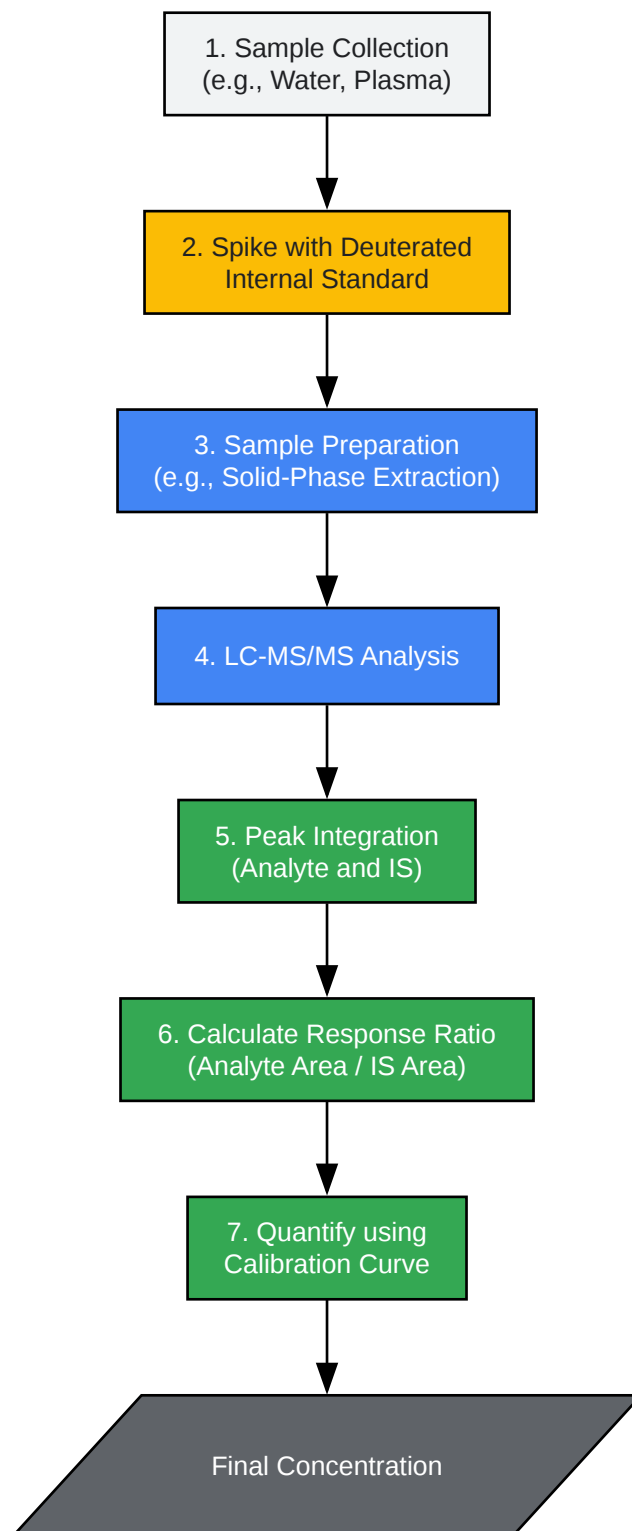 1. Sample Collection
(e.g., Water, Plasma)
2. Spike with Deuterated
Internal Standard
3. Sample Preparation
(e.g., Solid-Phase Extraction)
4. LC-MS/MS Analysis
5. Peak Integration
(Analyte and IS)
6. Calculate Response Ratio
(Analyte Area / IS Area)
7. Quantify using
Calibration Curve
Final Concentration